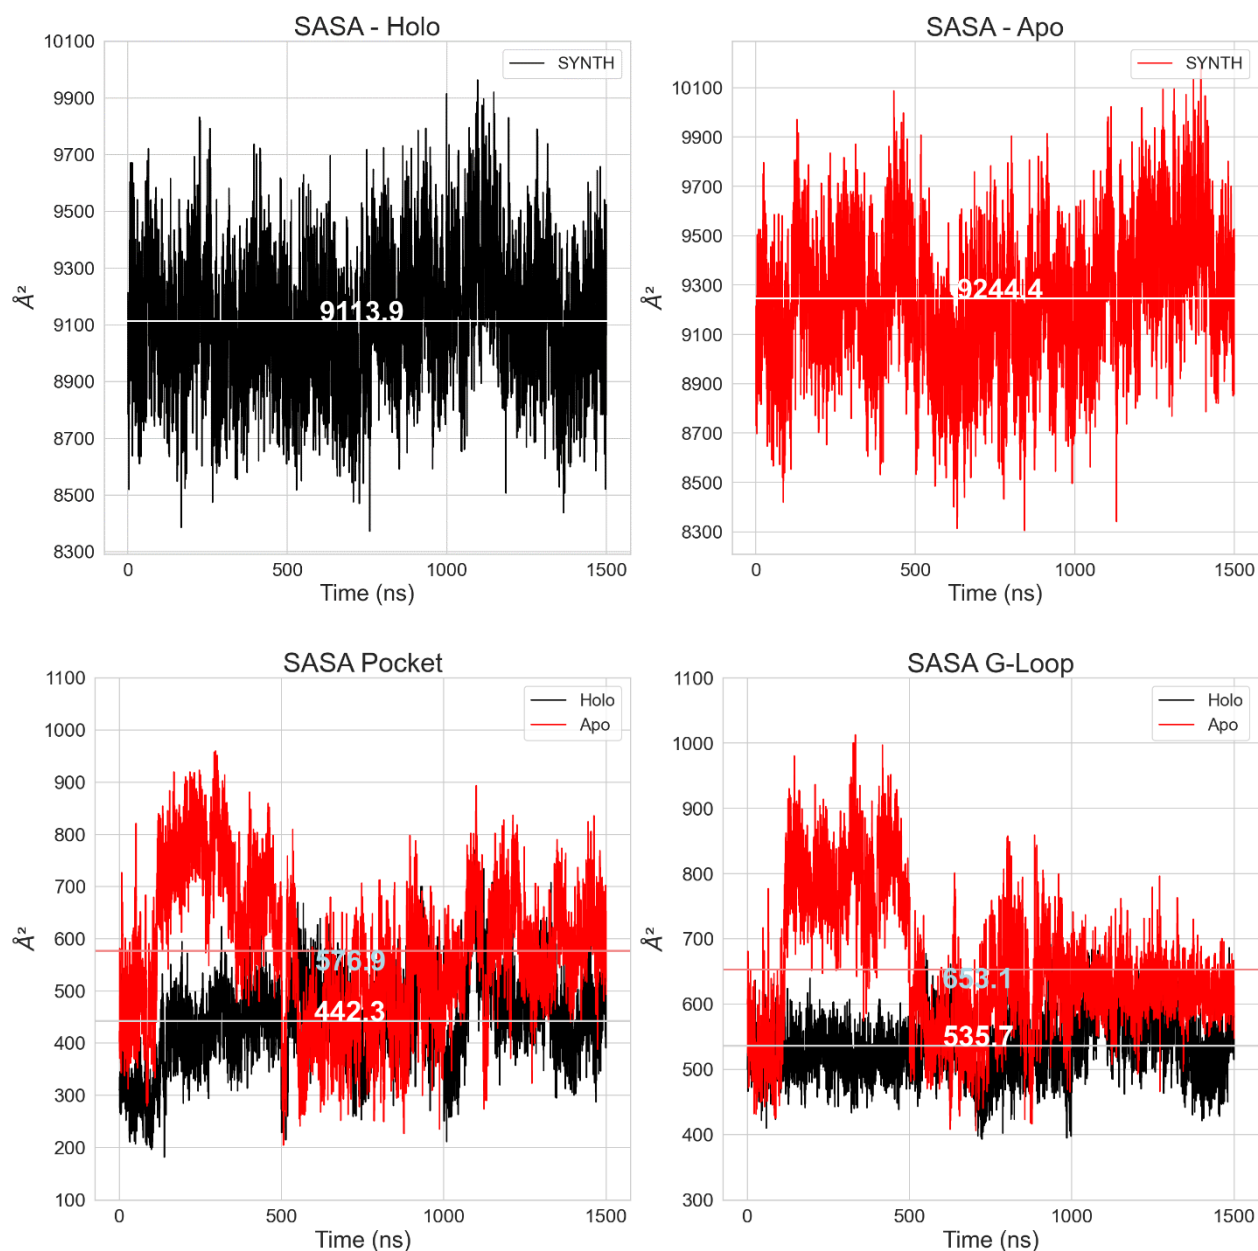 SASA - Holo
10100
9900
9700
9500
9300
9100
8900
8700
8500
8300
Å²
SYNTH
9113.9
0 500 1000 1500
Time (ns)
SASA - Apo
10100
9900
9700
9500
9300
9100
8900
8700
8500
8300
Å²
SYNTH
9244.4
0 500 1000 1500
Time (ns)
SASA Pocket
1100
1000
900
800
700
600
500
400
300
200
100
Å²
Holo
Apo
576.9
442.3
0 500 1000 1500
Time (ns)
SASA G-Loop
1100
1000
900
800
700
600
500
400
300
Å²
Holo
Apo
653.1
535.7
0 500 1000 1500
Time (ns)